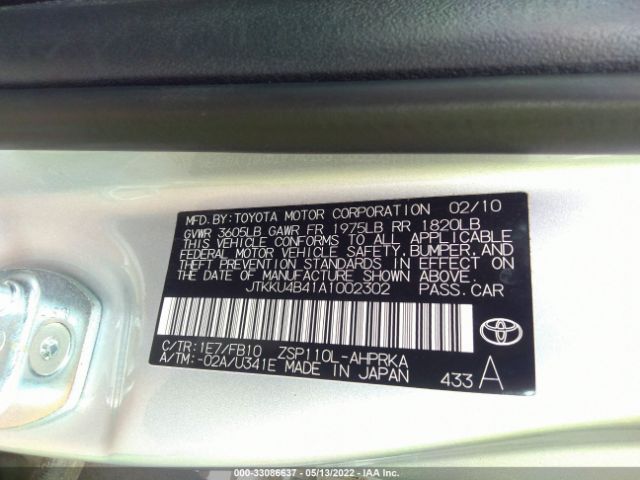 MFD. BY: TOYOTA MOTOR CORPORATION 02/10
GVWR 3605LB GAWR FR 1975LB RR 1820LB
THIS VEHICLE CONFORMS TO ALL APPLICABLE
FEDERAL MOTOR VEHICLE SAFETY, BUMPER, AND
THEFT PREVENTION STANDARDS IN EFFECT ON
THE DATE OF MANUFACTURE SHOWN ABOVE.
JTKKU4B41A1002302 PASS. CAR
C/TR: 1E7/FB10 ZSP110L-AHPRKA
A/TM: -02A/U341E MADE IN JAPAN
TOYOTA
433 A
000-33086637 - 05/13/2022 - IAA Inc.